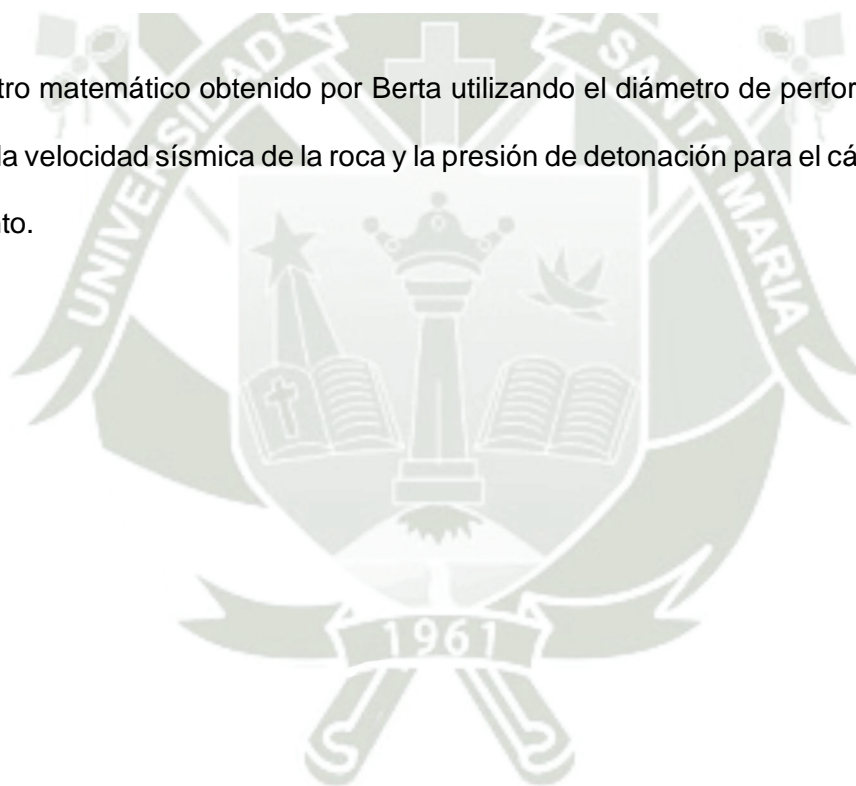 tro matemático obtenido por Berta utilizando el diámetro de perfor
la velocidad sísmica de la roca y la presión de detonación para el cá
nto.
UNIVERSIDAD
SANTA MARIA
1961